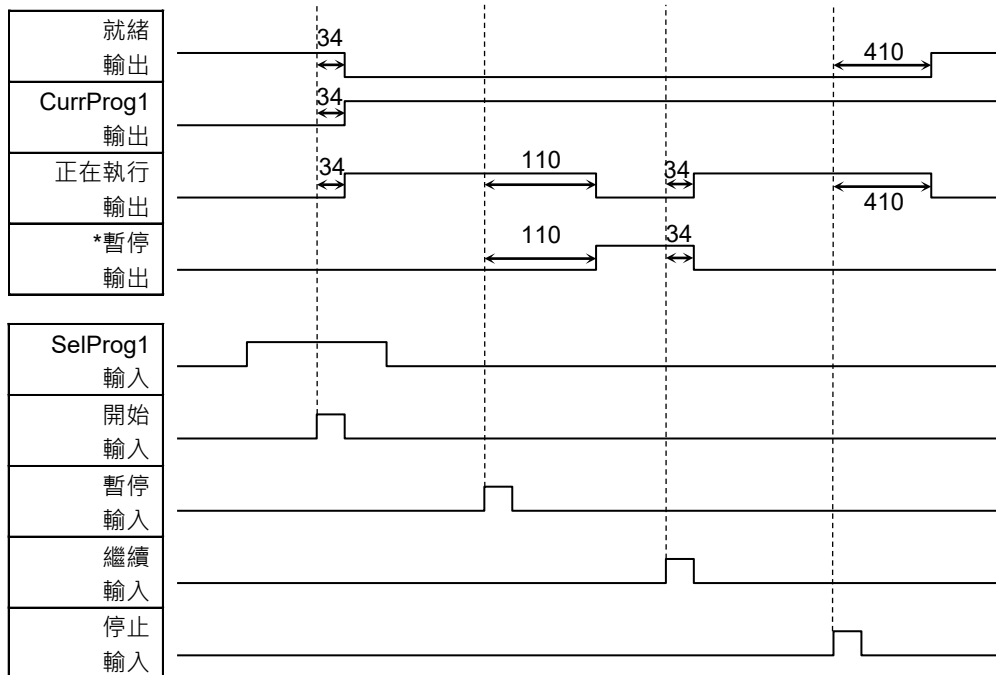 就緒
輸出
34
410
CurrProg1
輸出
34
正在執行
輸出
34
110
34
410
*暫停
輸出
110
34
SelProg1
輸入
開始
輸入
暫停
輸入
繼續
輸入
停止
輸入